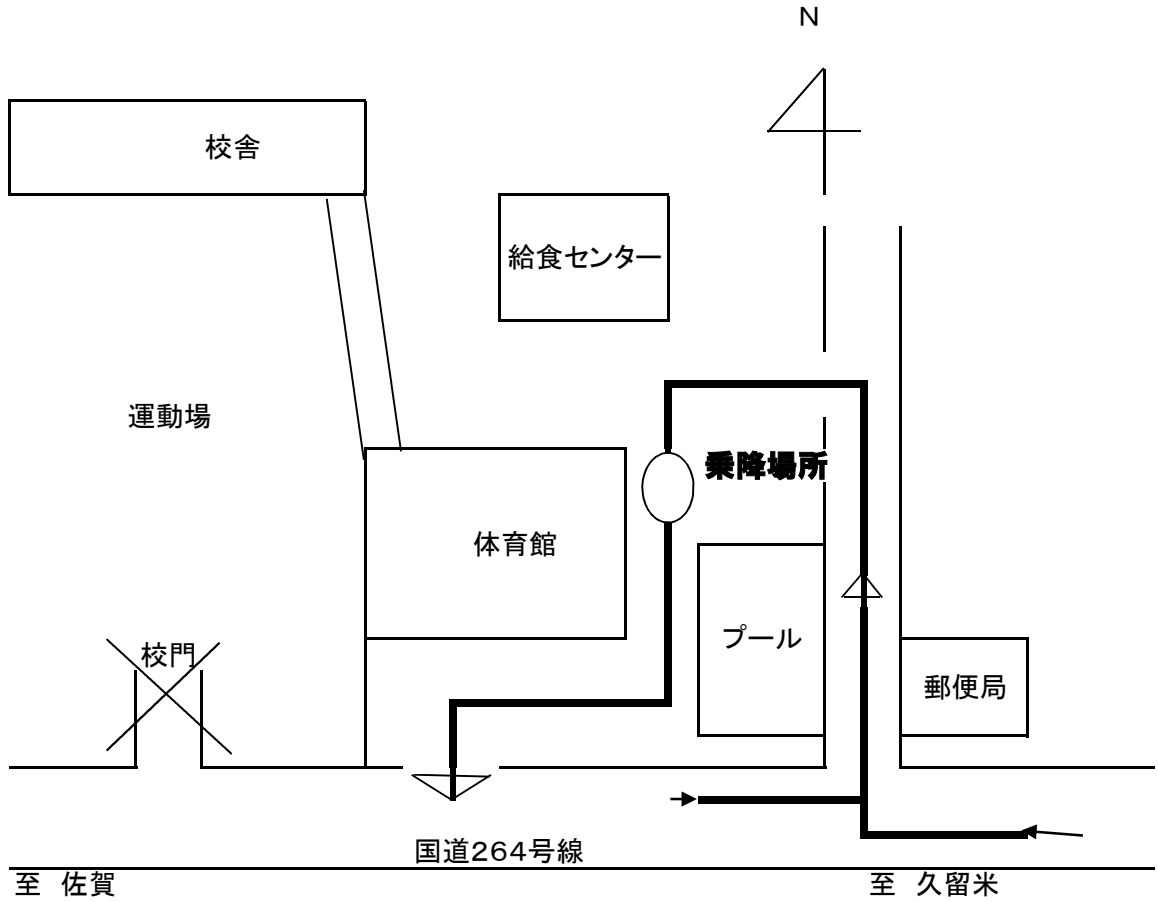 N
校舎
給食センター
運動場
乗降場所
体育館
プール
校門
郵便局
国道264号線
至 佐賀
至 久留米